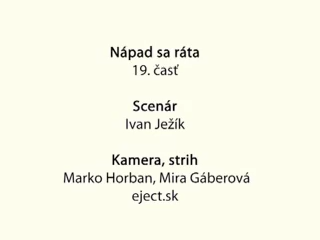 Nápad sa ráta
19. časť
Scenár
Ivan Ježík
Kamera, strih
Marko Horban, Mira Gáberová
eject.sk